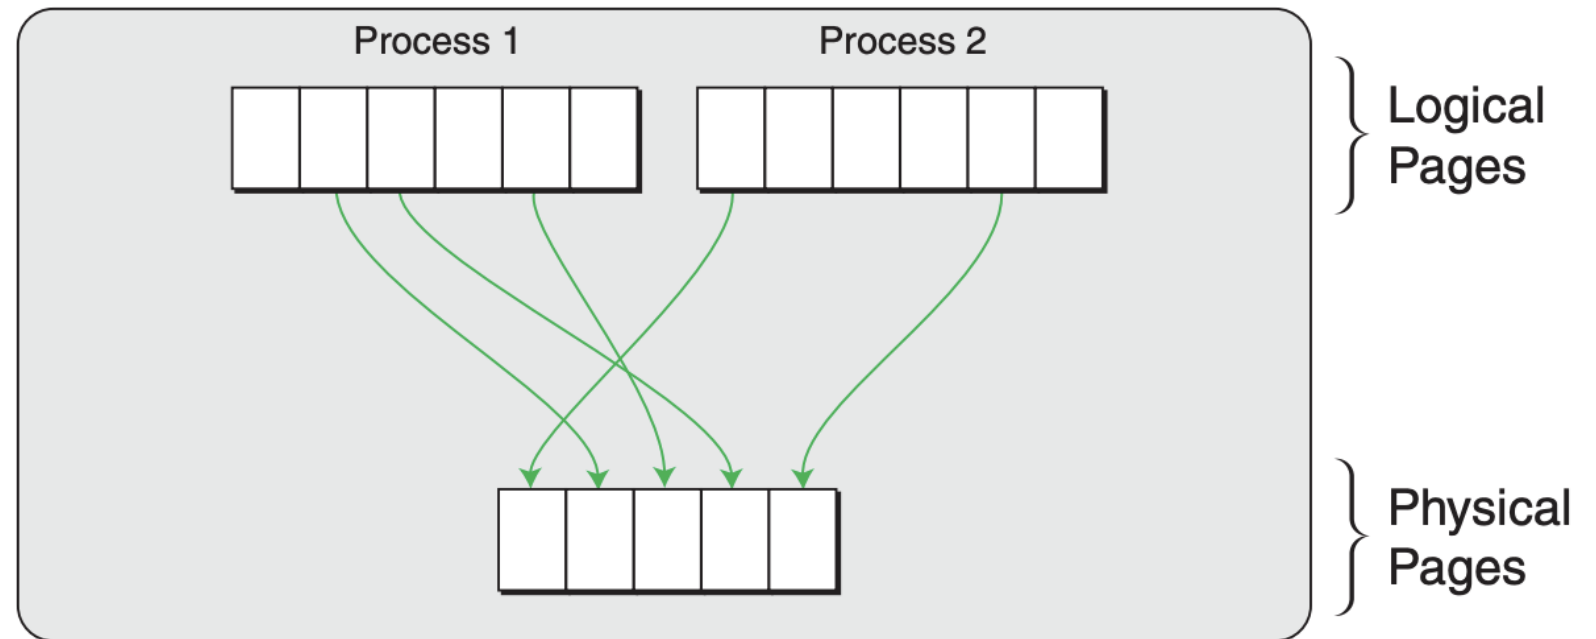 Process 1
Process 2
Logical
Pages
Physical
Pages